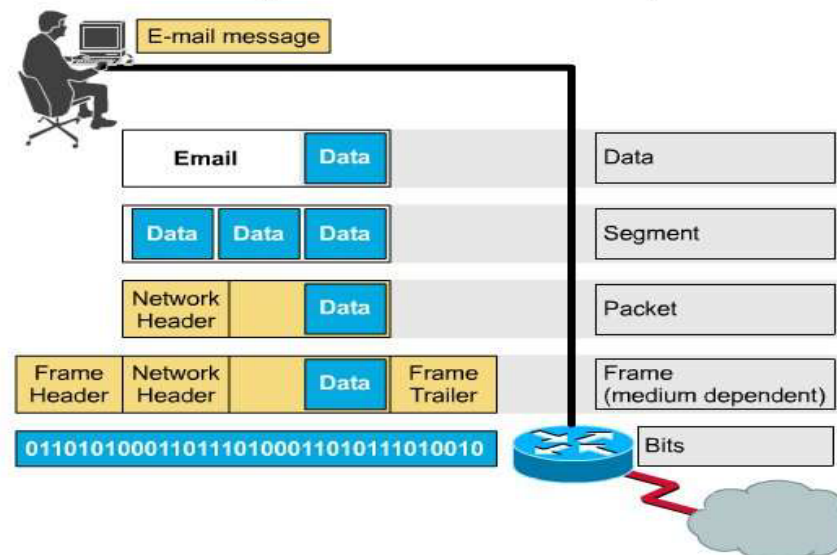 E-mail message
Email Data
Data
Data Data Data
Segment
Network Header Data
Packet
Frame Header Network Header Data Frame Trailer
Frame
(medium dependent)
0110101000110111010001101011101010010
Bits